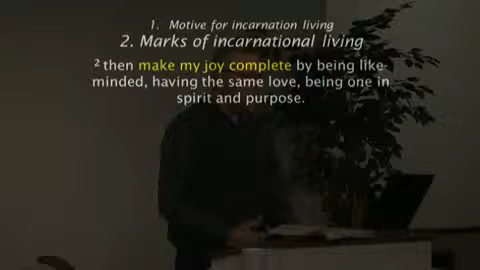 1. Motive for incarnation living
2. Marks of incarnational living
² then make my joy complete by being like-
minded, having the same love, being one in
spirit and purpose.